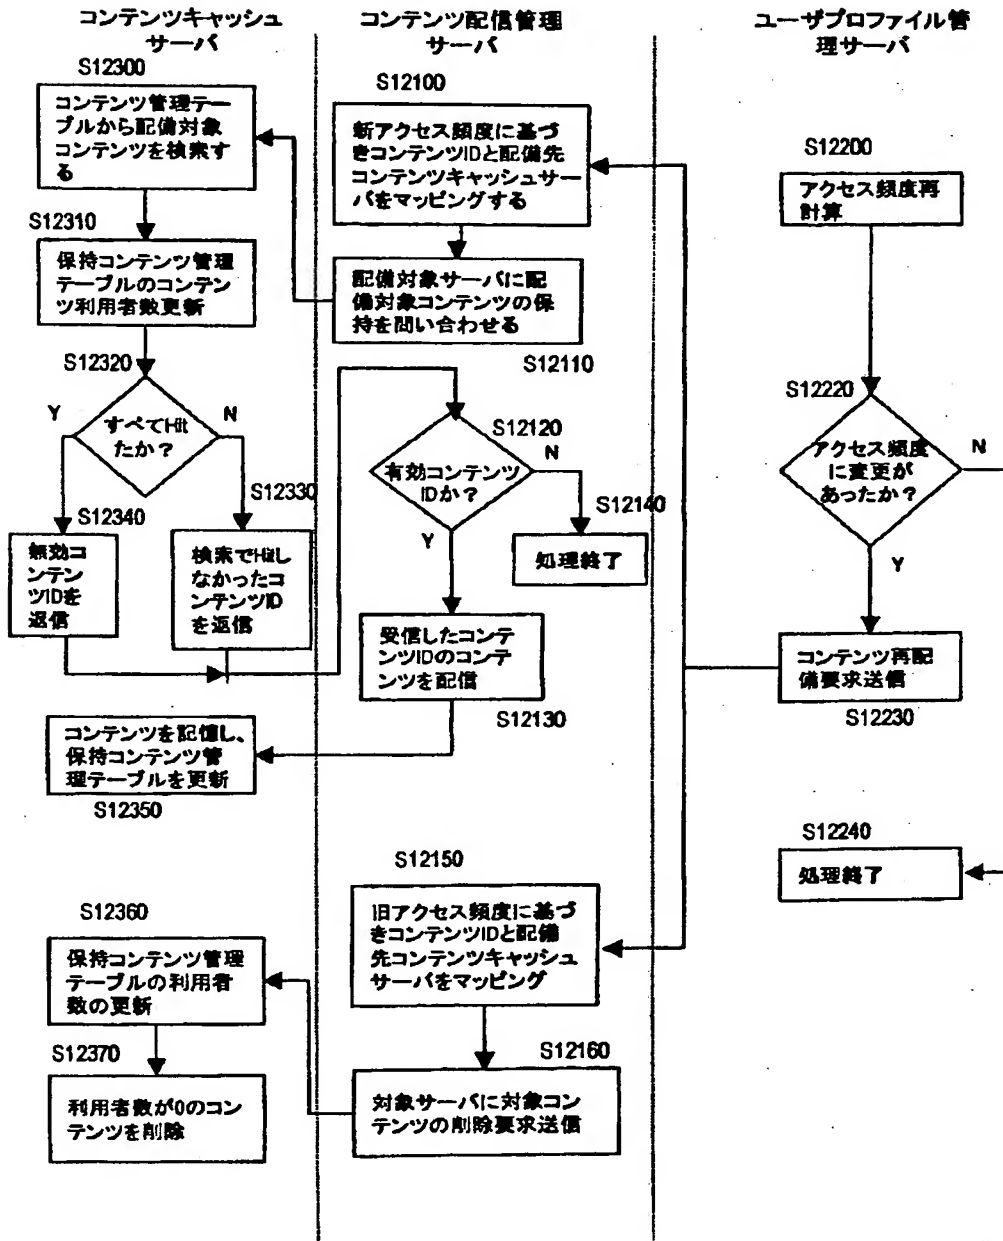 コンテンツキャッシュ
サーバ
コンテンツ配信管理
サーバ
ユーザプロファイル管
理サーバ
S12300
コンテンツ管理テー
ブルから配備対象
コンテンツを検索す
る
S12310
保持コンテンツ管理
テーブルのコンテン
ツ利用者数更新
S12320
すべてHit
たか？
Y
N
S12340
無効コ
ンテン
ツIDを
返信
S12330
検索でHitし
なかったコ
ンテンツID
を返信
コンテンツを記憶し、
保持コンテンツ管
理テーブルを更新
S12350
S12360
保持コンテンツ管理
テーブルの利用者
数の更新
S12370
利用者数が0のコン
テンツを削除
S12100
新アクセス頻度に基づ
きコンテンツIDと配備先
コンテンツキャッシュサー
バをマッピングする
配備対象サーバに配
備対象コンテンツの保
持を問い合わせる
S12110
S12120
有効コンテンツ
IDか？
N
Y
S12140
処理終了
受信したコンテ
ンツIDのコンテ
ンツを配信
S12130
S12150
旧アクセス頻度に基づ
きコンテンツIDと配備
先コンテンツキャッシュ
サーバをマッピング
S12160
対象サーバに対象コン
テンツの削除要求送信
S12200
アクセス頻度再
計算
S12220
アクセス頻度
に変更が
あったか？
N
Y
コンテンツ再配
備要求送信
S12230
S12240
処理終了